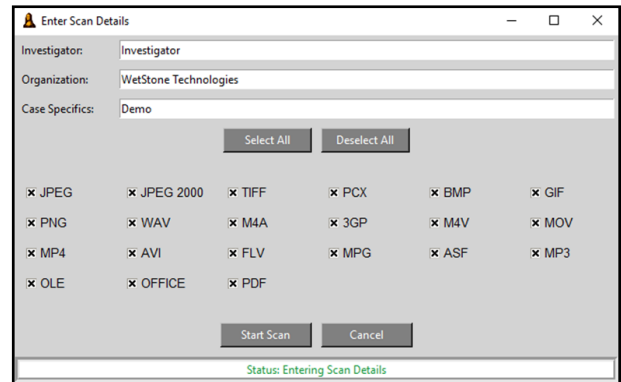 Enter Scan Details
Investigator: Investigator
Organization: WetStone Technologies
Case Specifics: Demo
Select All Deselect All
JPEG JPEG 2000 TIFF PCX BMP GIF
PNG WAV M4A 3GP M4V MOV
MP4 AVI FLV MPG ASF MP3
OLE OFFICE PDF
Start Scan Cancel
Status: Entering Scan Details